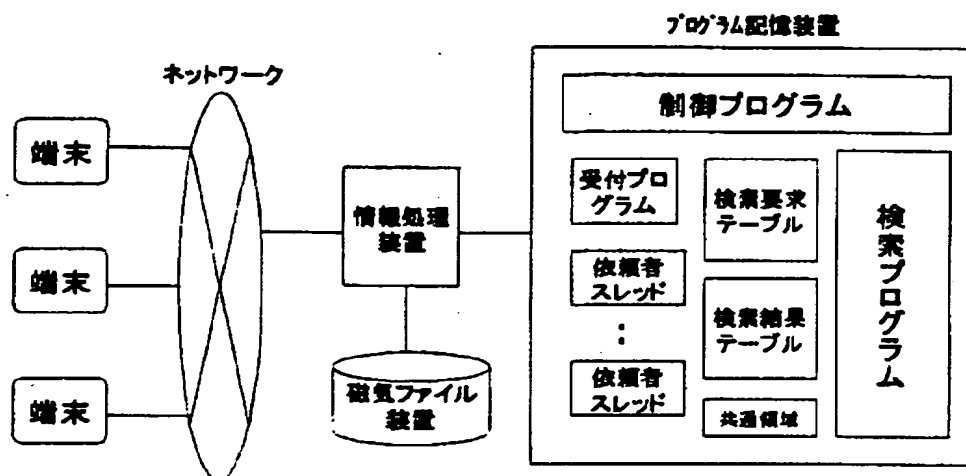 プログラム記憶装置
ネットワーク
制御プログラム
端末
受付プ
ログラム
検索要求
テーブル
検索プログラム
情報処理
装置
端末
依頼者
スレッド
検索結果
テーブル
:
磁気ファイル
装置
依頼者
スレッド
端末
共通領域